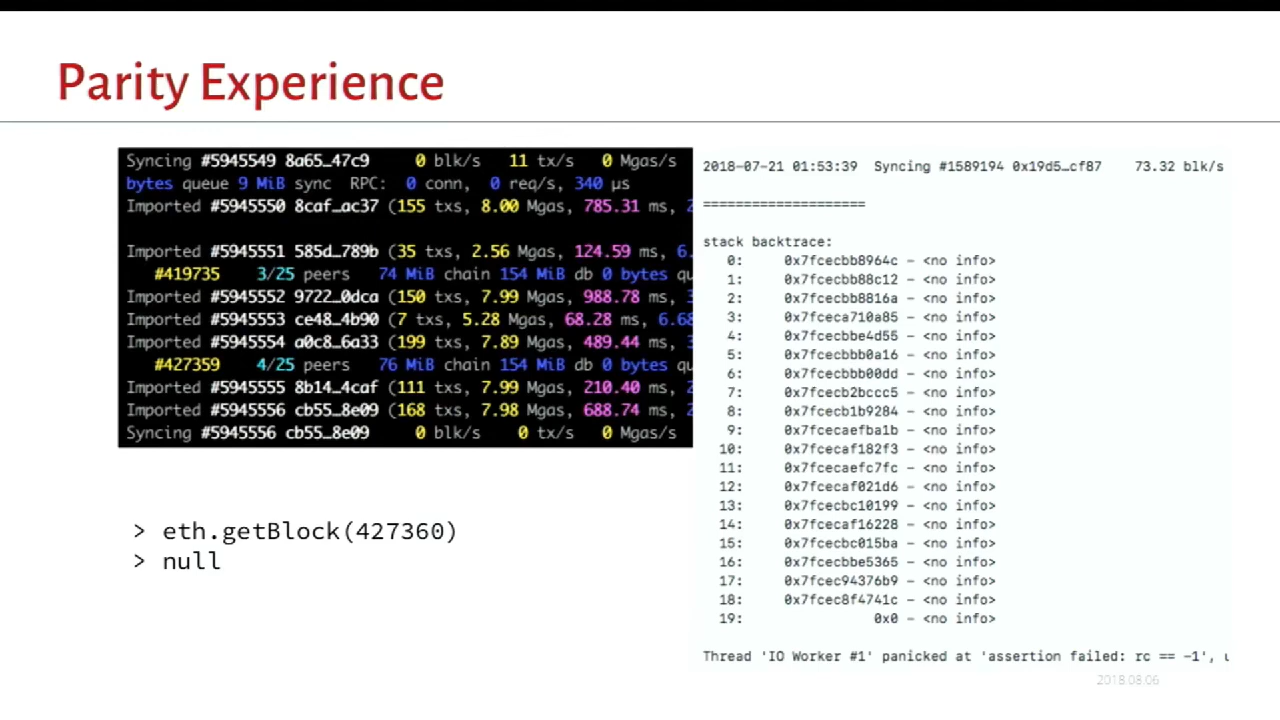 Parity Experience
Syncing #5945549 8a65…47c9 0 blk/s 11 tx/s 0 Mgas/s
bytes queue 9 MiB sync RPC: 0 conn, 0 req/s, 340 µs
Imported #5945550 8caf…ac37 (155 txs, 8.00 Mgas, 785.31 ms, 2
Imported #5945551 585d…789b (35 txs, 2.56 Mgas, 124.59 ms, 6.
#419735 3/25 peers 74 MiB chain 154 MiB db 0 bytes qu
Imported #5945552 9722…0dca (150 txs, 7.99 Mgas, 988.78 ms,
Imported #5945553 ce48…4b90 (7 txs, 5.28 Mgas, 68.28 ms, 6.68
Imported #5945554 a0c8…6a33 (199 txs, 7.89 Mgas, 489.44 ms,
#427359 4/25 peers 76 MiB chain 154 MiB db 0 bytes qu
Imported #5945555 8b14…4caf (111 txs, 7.99 Mgas, 210.40 ms, 2
Imported #5945556 cb55…8e09 (168 txs, 7.98 Mgas, 688.74 ms, 2
Syncing #5945556 cb55…8e09 0 blk/s 0 tx/s 0 Mgas/s
> eth.getBlock(427360)
> null
2018-07-21 01:53:39 Syncing #1589194 0x19d5…cf87 73.32 blk/s
====================
stack backtrace:
0: 0x7fcecbb8964c - <no info>
1: 0x7fcecbb88c12 - <no info>
2: 0x7fcecbb8816a - <no info>
3: 0x7fceca710a85 - <no info>
4: 0x7fcecbbe4d55 - <no info>
5: 0x7fcecbbb0a16 - <no info>
6: 0x7fcecbbb00dd - <no info>
7: 0x7fcecb2bccc5 - <no info>
8: 0x7fcecb1b9284 - <no info>
9: 0x7fcecaefba1b - <no info>
10: 0x7fcecaf182f3 - <no info>
11: 0x7fcecaefc7fc - <no info>
12: 0x7fcecaf021d6 - <no info>
13: 0x7fcecbc10199 - <no info>
14: 0x7fcecaf16228 - <no info>
15: 0x7fcecbc015ba - <no info>
16: 0x7fcecbbe5365 - <no info>
17: 0x7fcec94376b9 - <no info>
18: 0x7fcec8f4741c - <no info>
19: 0x0 - <no info>
Thread 'IO Worker #1' panicked at 'assertion failed: rc == -1',
2018.08.06